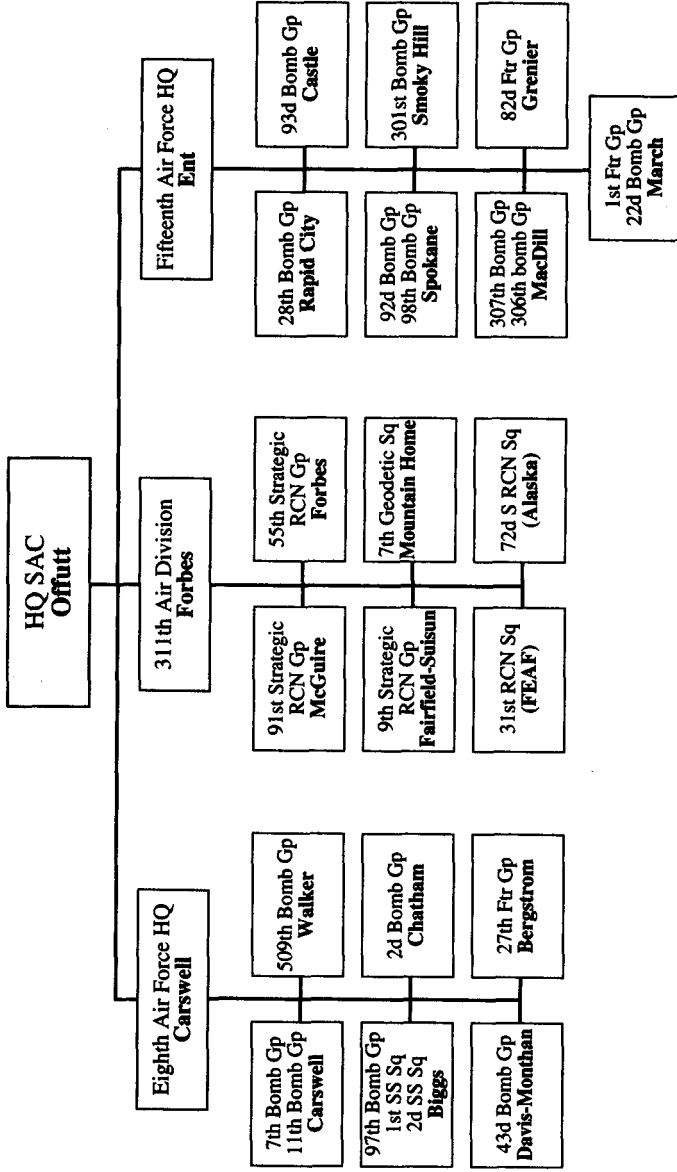 HQ SAC
Offutt
Eighth Air Force HQ
Carswell
7th Bomb Gp
11th Bomb Gp
Carswell
509th Bomb Gp
Walker
97th Bomb Gp
1st SS Sq
2d SS Sq
Biggs
2d Bomb Gp
Chatham
43d Bomb Gp
Davis-Monthan
27th Ftr Gp
Bergstrom
311th Air Division
Forbes
91st Strategic
RCN Gp
McGuire
55th Strategic
RCN Gp
Forbes
9th Strategic
RCN Gp
Fairfield-Suisun
7th Geodetic Sq
Mountain Home
31st RCN Sq
(FEAF)
72d S RCN Sq
(Alaska)
Fifteenth Air Force HQ
Ent
28th Bomb Gp
Rapid City
93d Bomb Gp
Castle
92d Bomb Gp
98th Bomb Gp
Spokane
301st Bomb Gp
Smoky Hill
307th Bomb Gp
306th bomb Gp
MacDill
82d Ftr Gp
Grenier
1st Ftr Gp
22d Bomb Gp
March